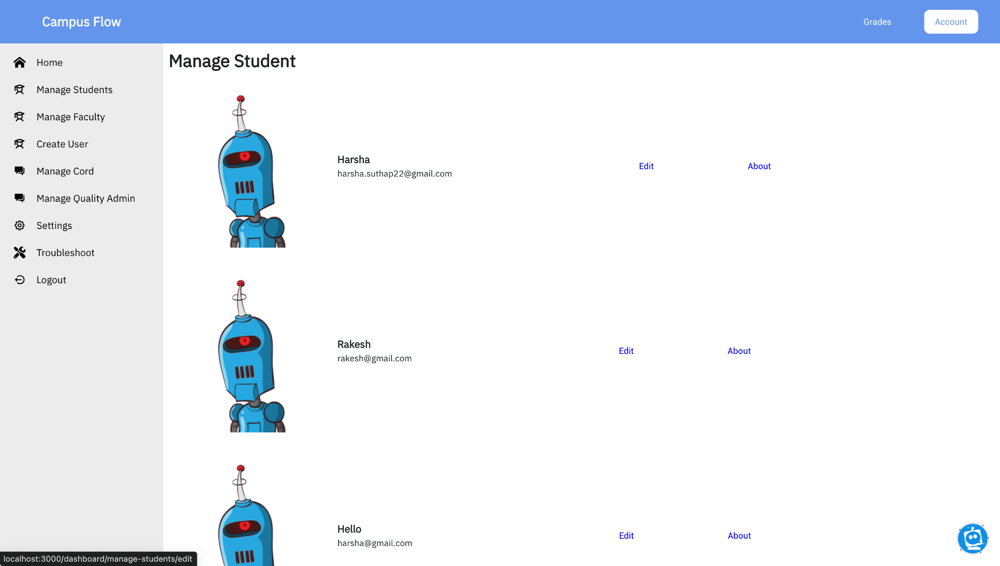 Campus Flow
Grades
Account
Home
Manage Students
Manage Faculty
Create User
Manage Cord
Manage Quality Admin
Settings
Troubleshoot
Logout
Manage Student
Harsha
harsha.suthap22@gmail.com
Edit
About
Rakesh
rakesh@gmail.com
Edit
About
Hello
harsha@gmail.com
Edit
About
localhost:3000/dashboard/manage-students/edit